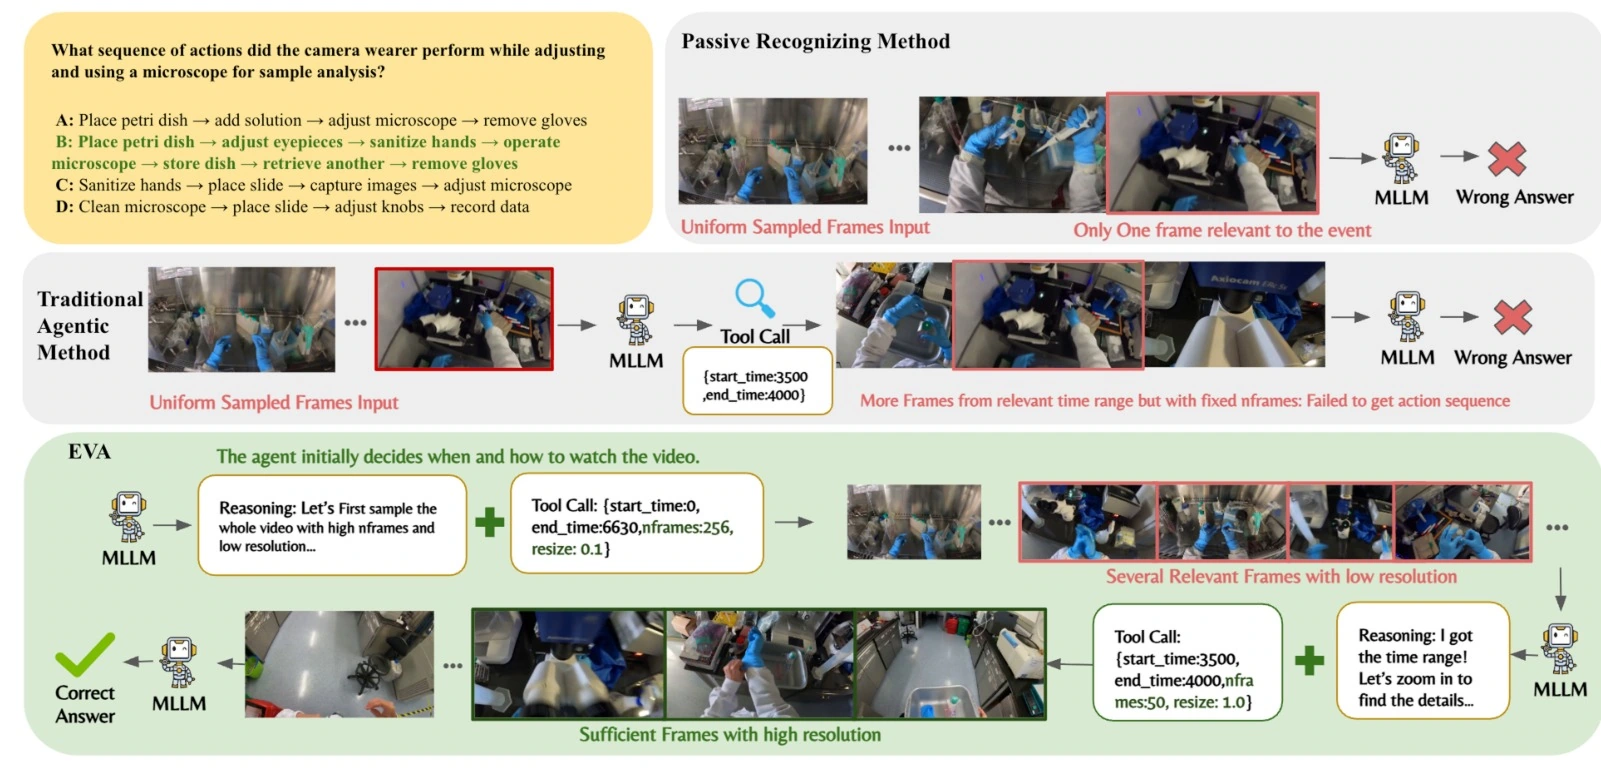 What sequence of actions did the camera wearer perform while adjusting
and using a microscope for sample analysis?
A: Place petri dish → add solution → adjust microscope → remove gloves
B: Place petri dish → adjust eyepieces → sanitize hands → operate
microscope → store dish → retrieve another → remove gloves
C: Sanitize hands → place slide → capture images → adjust microscope
D: Clean microscope → place slide → adjust knobs → record data
Passive Recognizing Method
...
MLLM
Wrong Answer
Uniform Sampled Frames Input
Only One frame relevant to the event
Traditional
Agentic
Method
...
MLLM
Tool Call
{start_time:3500
,end_time:4000}
Axiocam ERc 5s
MLLM
Wrong Answer
Uniform Sampled Frames Input
More Frames from relevant time range but with fixed nframes: Failed to get action sequence
EVA
The agent initially decides when and how to watch the video.
MLLM
Reasoning: Let's First sample the
whole video with high nframes and
low resolution...
Tool Call: {start_time:0,
end_time:6630,nframes:256,
resize: 0.1}
...
...
Several Relevant Frames with low resolution
MLLM
Reasoning: I got
the time range!
Let's zoom in to
find the details...
Tool Call:
{start_time:3500,
end_time:4000,nfra
mes:50, resize: 1.0}
...
Sufficient Frames with high resolution
MLLM
Correct
Answer